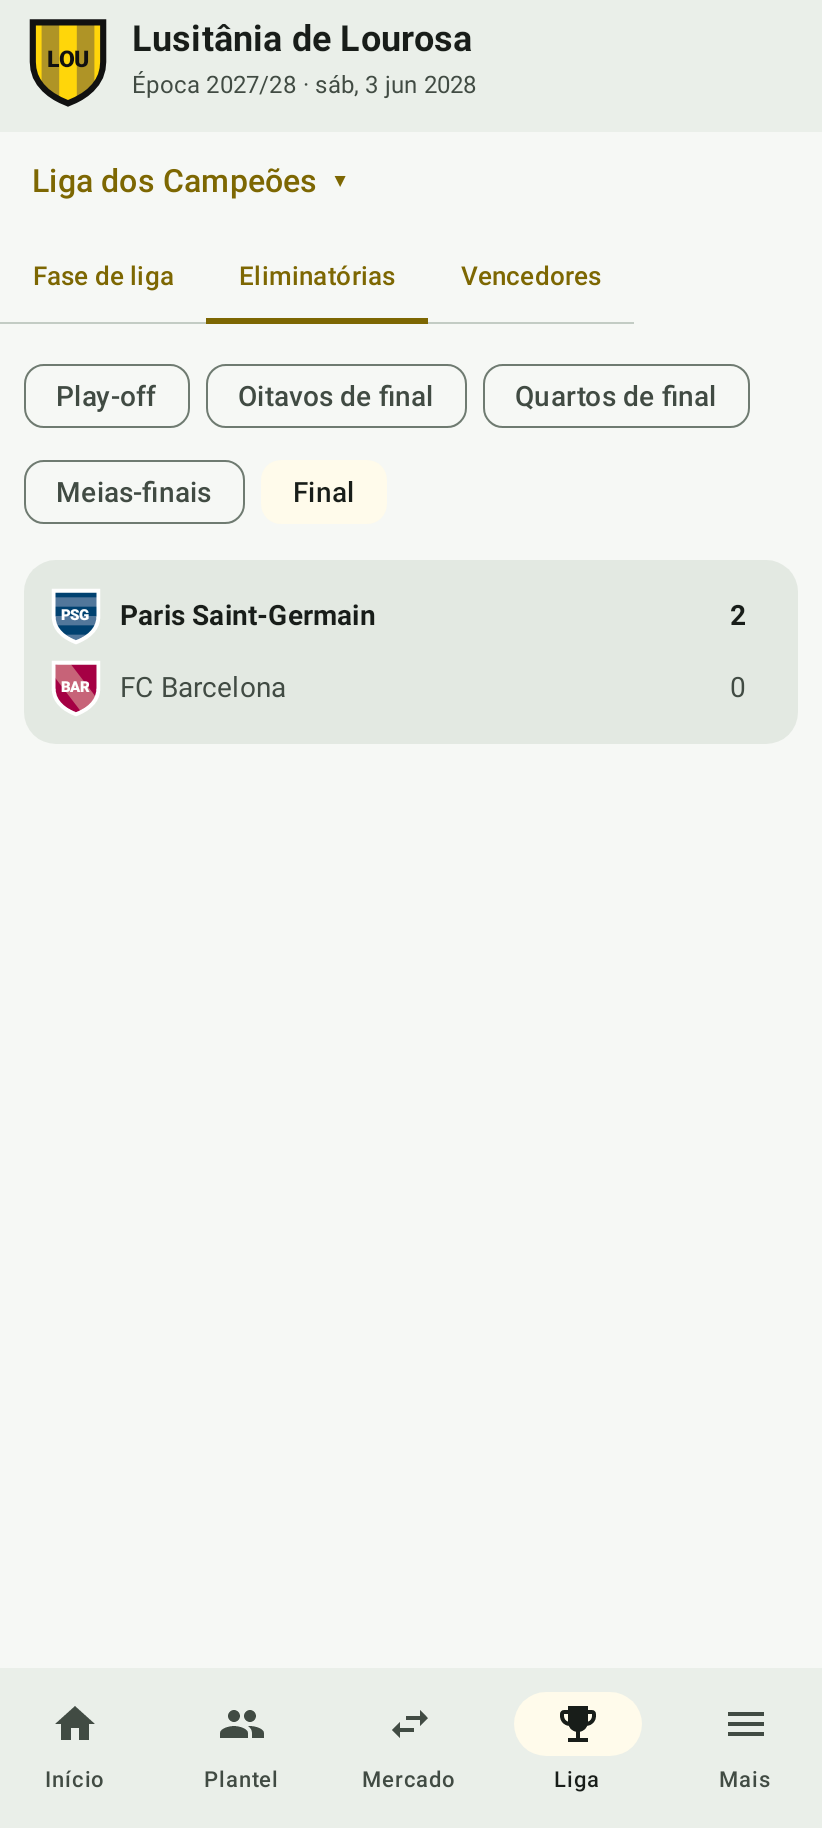 LOU
Lusitânia de Lourosa
Época 2027/28 · sáb, 3 jun 2028
Liga dos Campeões ▼
Fase de liga
Eliminatórias
Vencedores
Play-off
Oitavos de final
Quartos de final
Meias-finais
Final
PSG Paris Saint-Germain 2
BAR FC Barcelona 0
Início
Plantel
Mercado
Liga
Mais